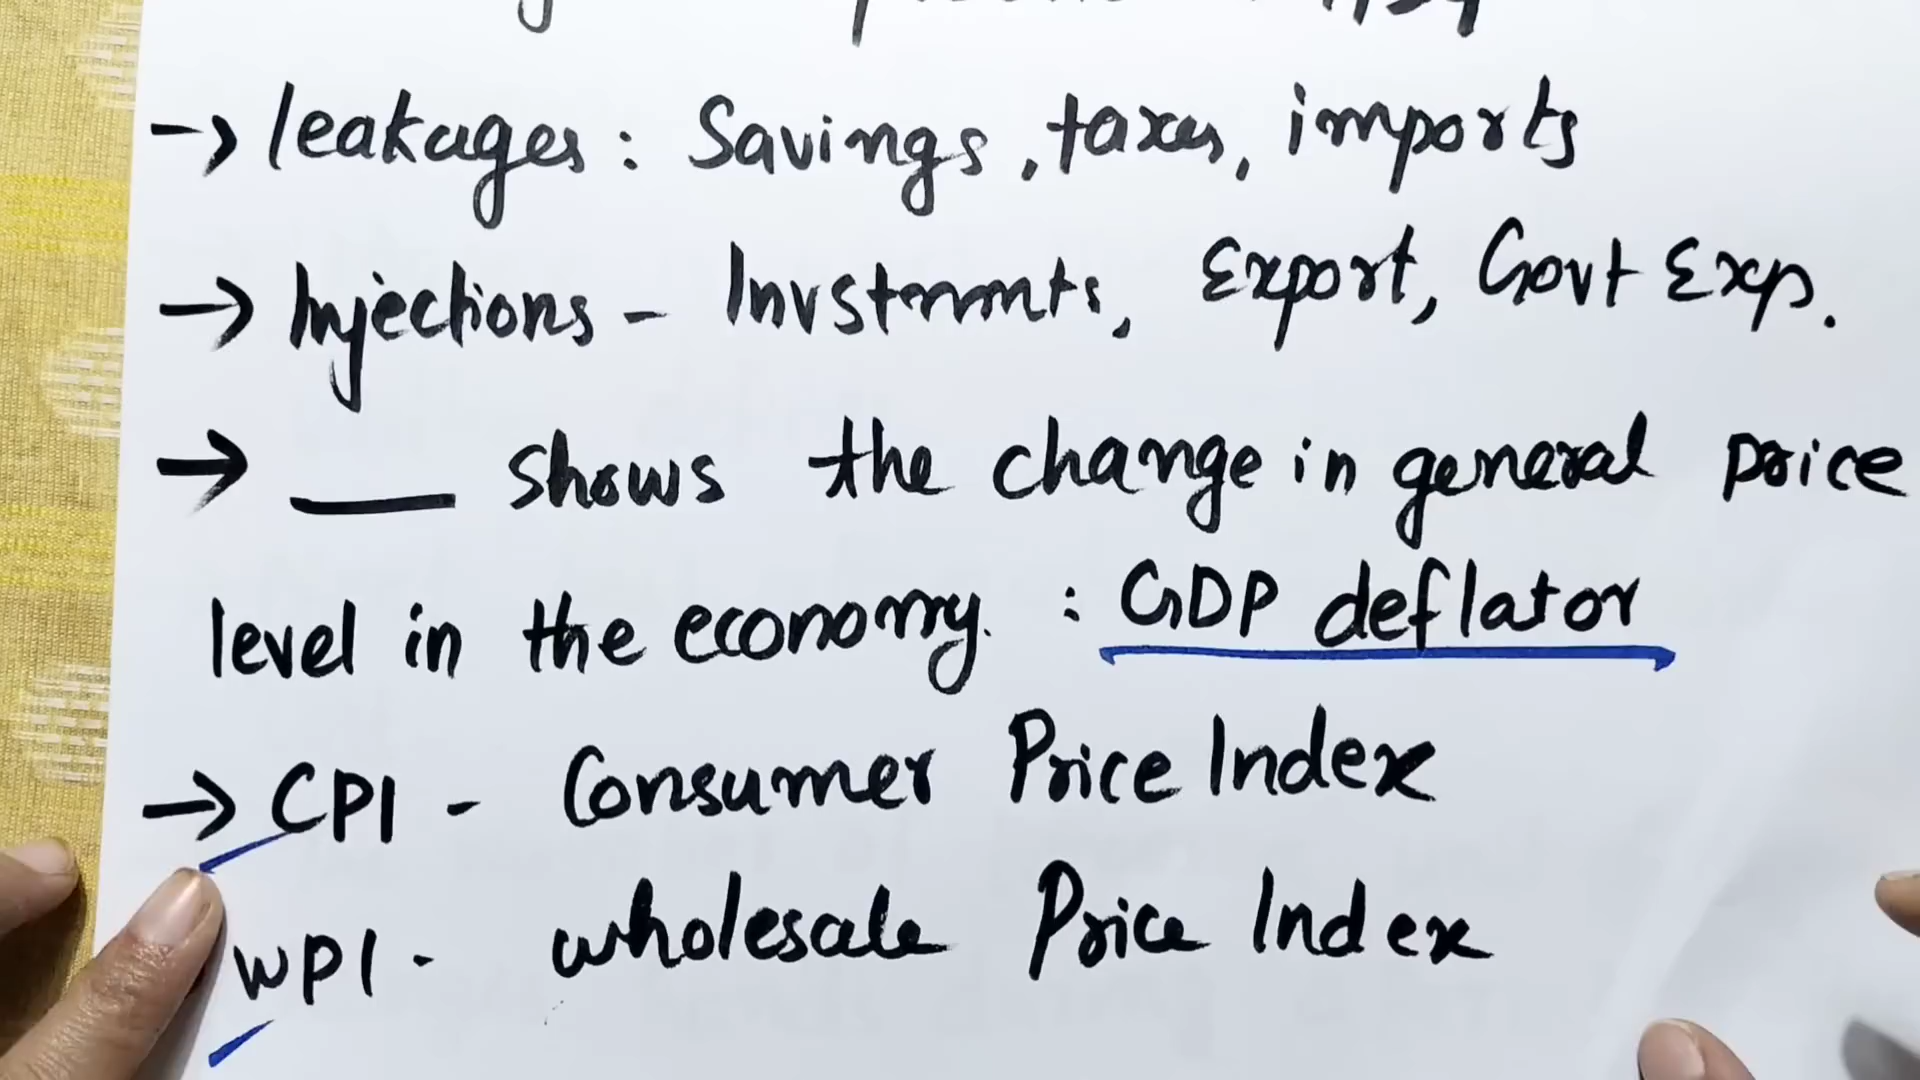 → leakages : Savings, taxes, imports
→ Injections - Invstmnts, Export, Govt Exp.
→ ___ shows the change in general price
level in the economy. : GDP deflator
→ CPI - Consumer Price Index
WPI - wholesale Price Index